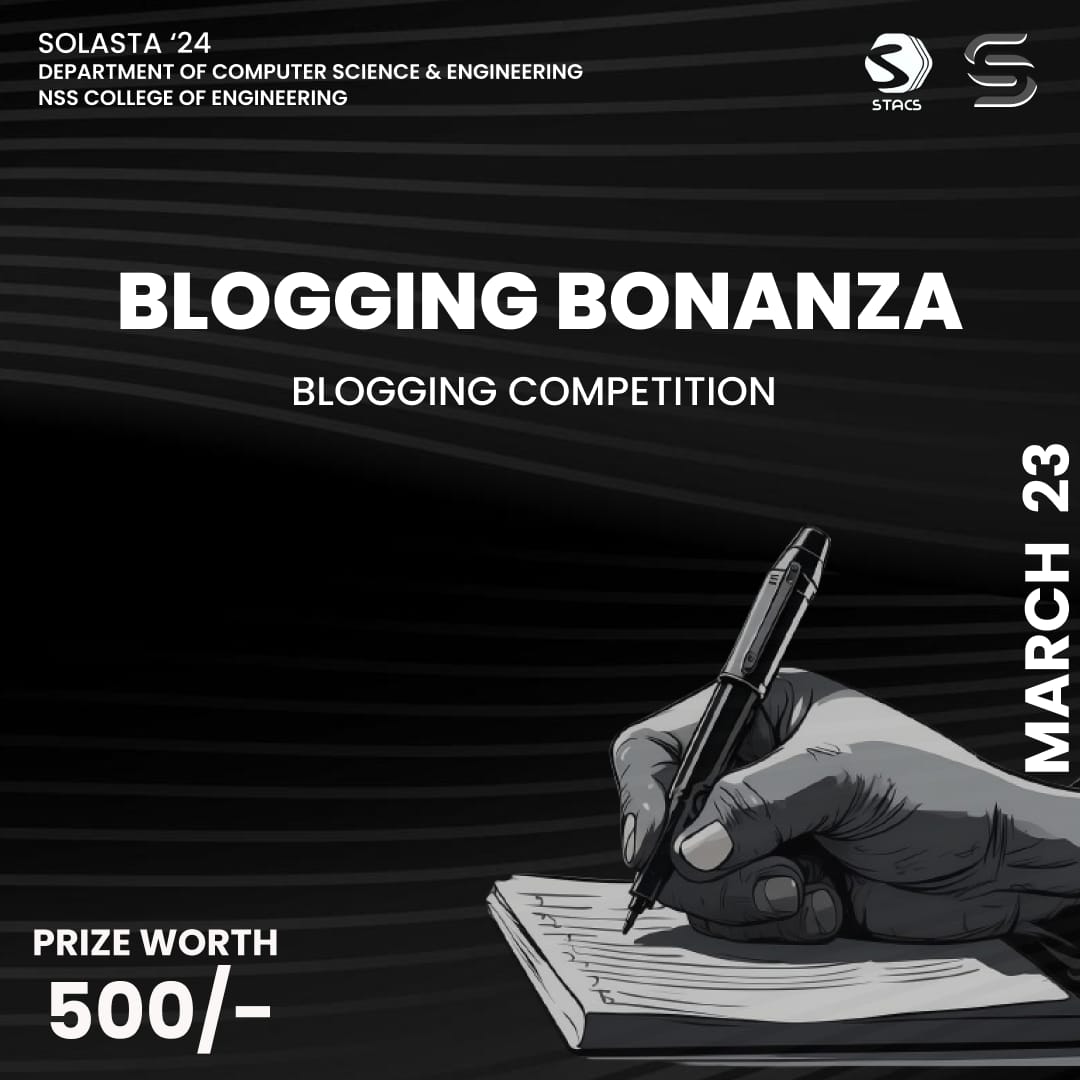 SOLASTA ‘24
DEPARTMENT OF COMPUTER SCIENCE & ENGINEERING
NSS COLLEGE OF ENGINEERING
STACS
BLOGGING BONANZA
BLOGGING COMPETITION
MARCH 23
PRIZE WORTH
500/-